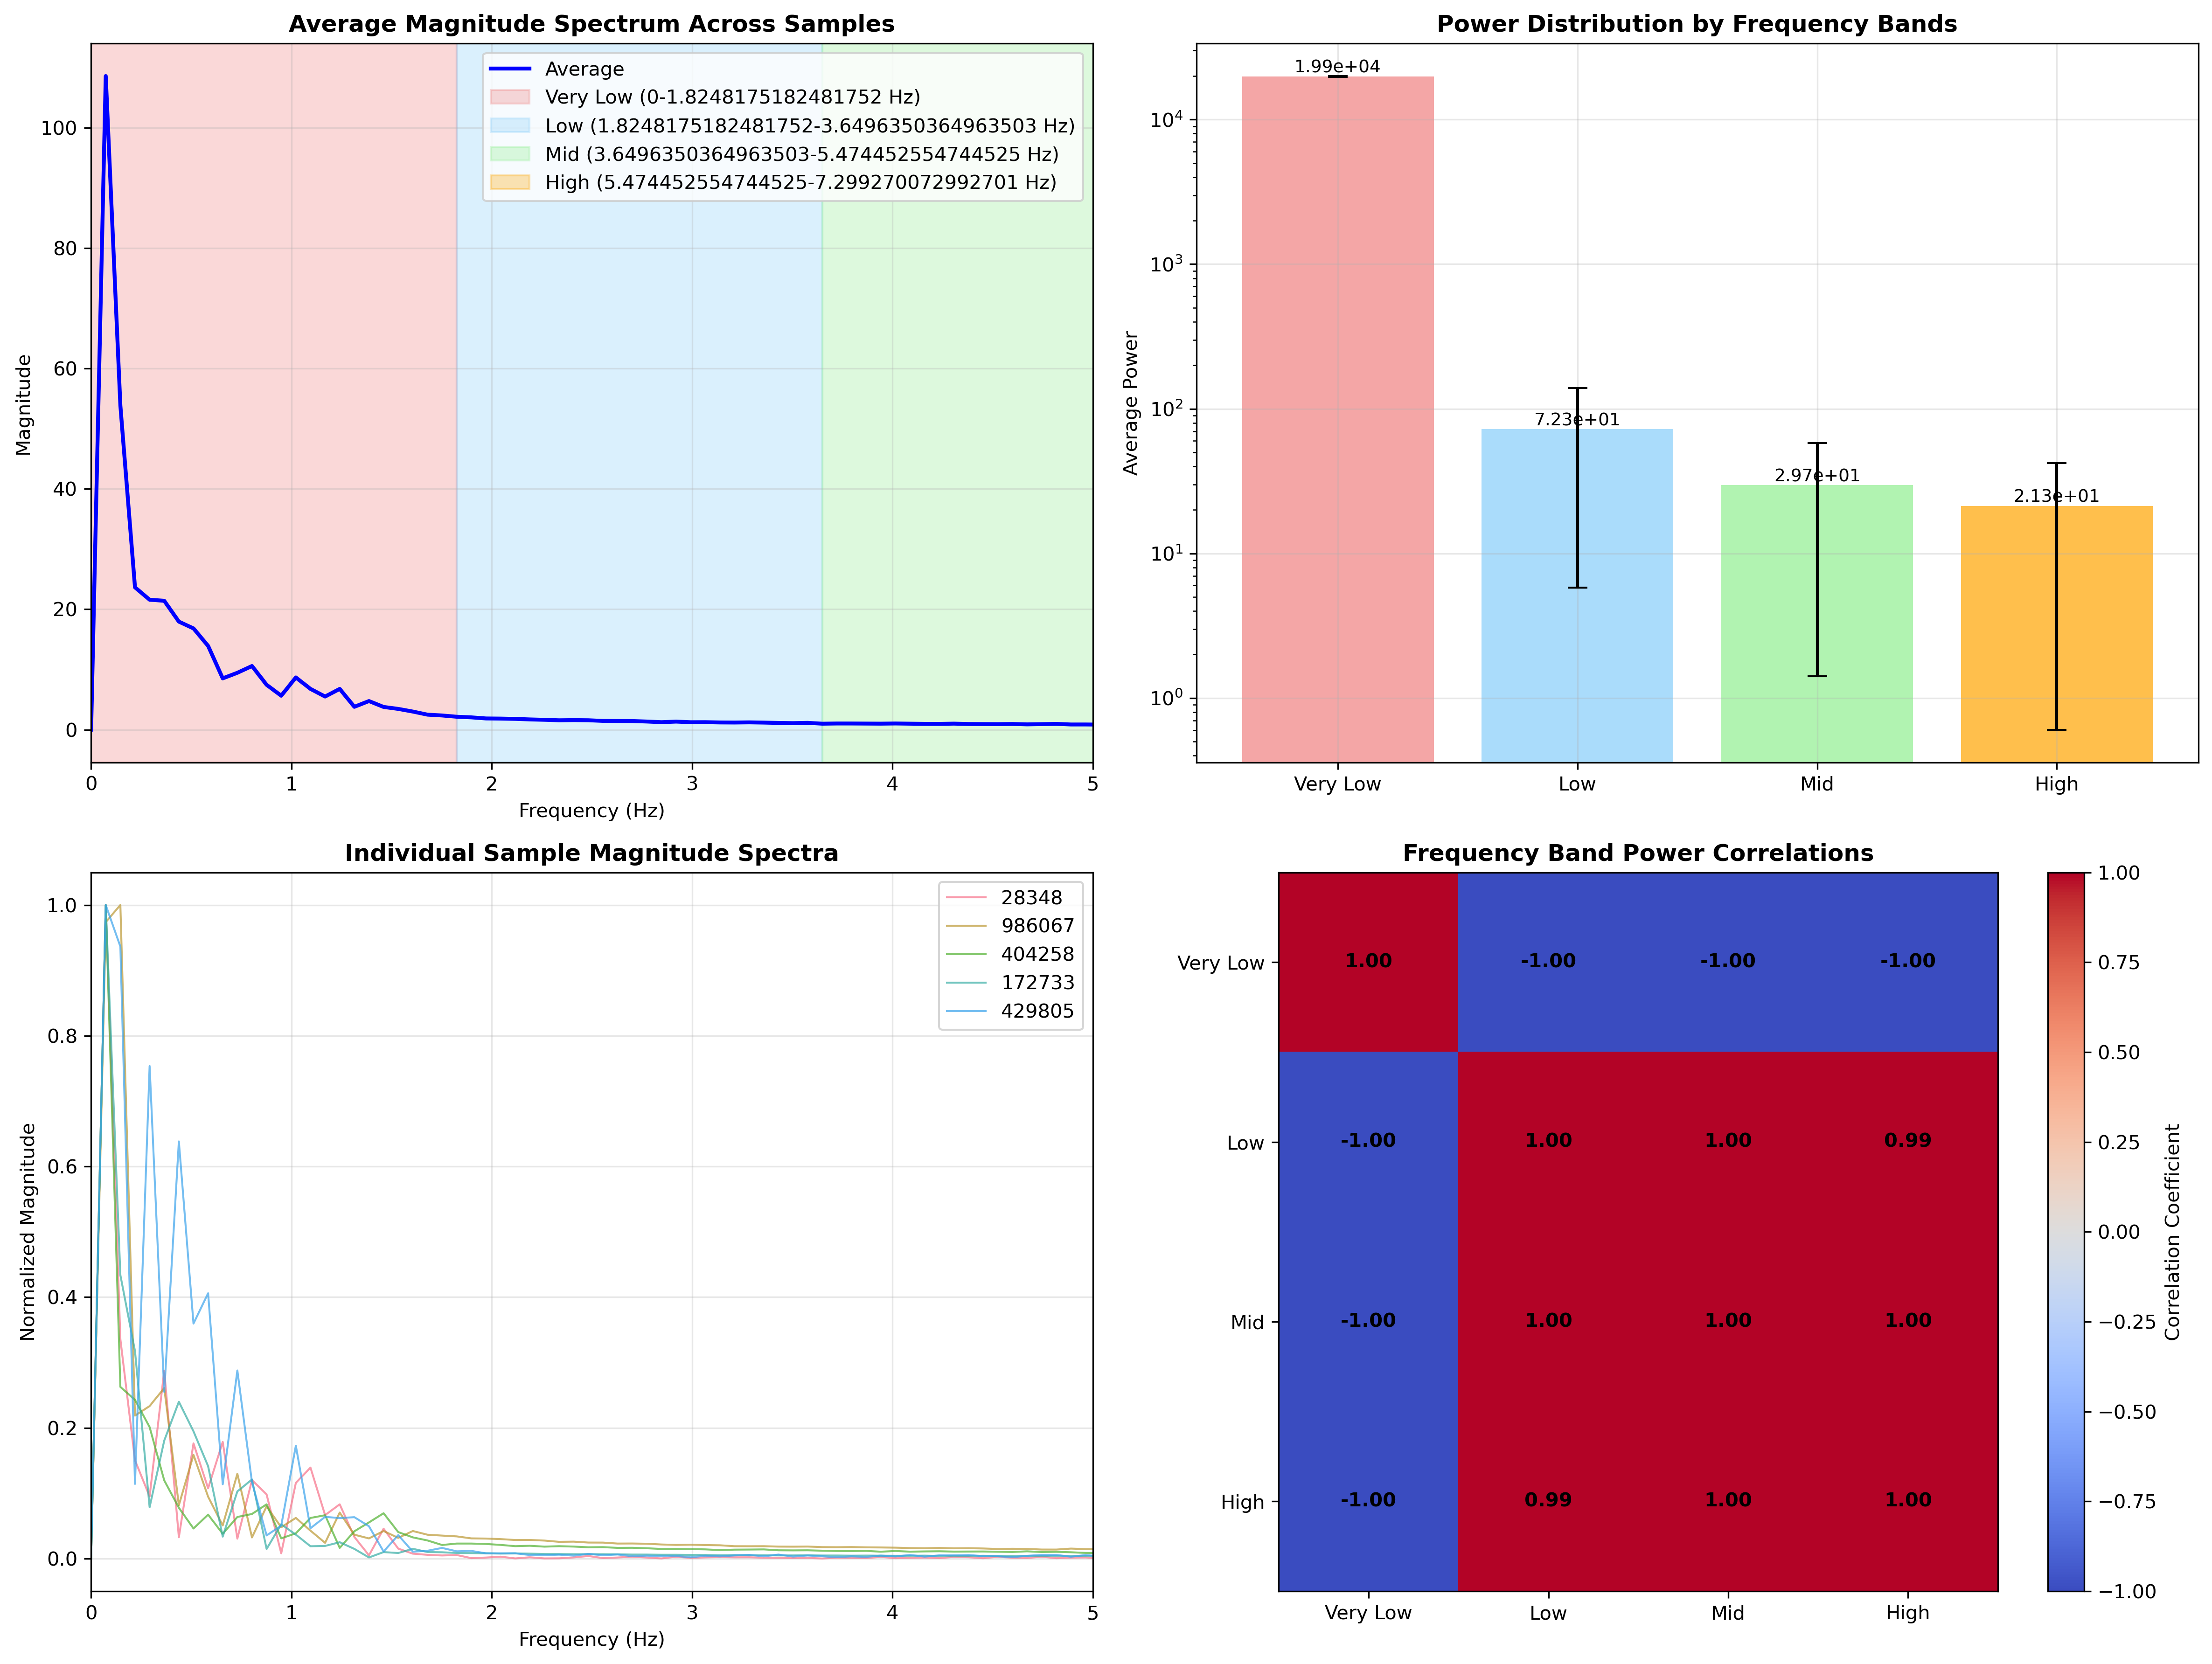 Average Magnitude Spectrum Across Samples
Magnitude
100
80
60
40
20
0
Average
Very Low (0-1.8248175182481752 Hz)
Low (1.8248175182481752-3.6496350364963503 Hz)
Mid (3.6496350364963503-5.474452554744525 Hz)
High (5.474452554744525-7.299270072992701 Hz)
0 1 2 3 4 5
Frequency (Hz)
Power Distribution by Frequency Bands
Average Power
10⁴
10³
10²
10¹
10⁰
1.99e+04
7.23e+01
2.97e+01
2.13e+01
Very Low Low Mid High
Individual Sample Magnitude Spectra
Normalized Magnitude
1.0
0.8
0.6
0.4
0.2
0.0
28348
986067
404258
172733
429805
0 1 2 3 4 5
Frequency (Hz)
Frequency Band Power Correlations
Very Low 1.00 -1.00 -1.00 -1.00
Low -1.00 1.00 1.00 0.99
Mid -1.00 1.00 1.00 1.00
High -1.00 0.99 1.00 1.00
Very Low Low Mid High
1.00
0.75
0.50
0.25
0.00
−0.25
−0.50
−0.75
−1.00
Correlation Coefficient